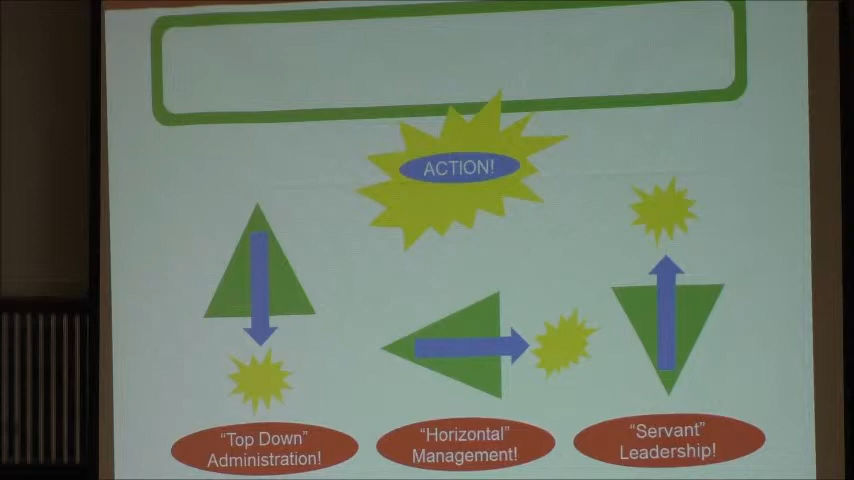 ACTION!
“Top Down”
Administration!
“Horizontal”
Management!
“Servant”
Leadership!